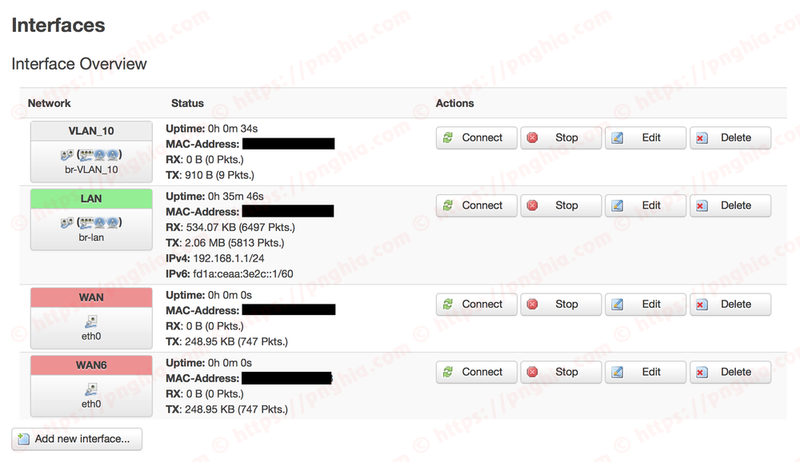 Interfaces
Interface Overview
Network Status Actions
VLAN_10
br-VLAN_10
Uptime: 0h 0m 34s
MAC-Address:
RX: 0 B (0 Pkts.)
TX: 910 B (9 Pkts.)
Connect Stop Edit Delete
LAN
br-lan
Uptime: 0h 35m 46s
MAC-Address:
RX: 534.07 KB (6497 Pkts.)
TX: 2.06 MB (5813 Pkts.)
IPv4: 192.168.1.1/24
IPv6: fd1a:ceaa:3e2c::1/60
Connect Stop Edit Delete
WAN
eth0
Uptime: 0h 0m 0s
MAC-Address:
RX: 0 B (0 Pkts.)
TX: 248.95 KB (747 Pkts.)
Connect Stop Edit Delete
WAN6
eth0
Uptime: 0h 0m 0s
MAC-Address:
RX: 0 B (0 Pkts.)
TX: 248.95 KB (747 Pkts.)
Connect Stop Edit Delete
Add new interface...
© https://pnghia.com